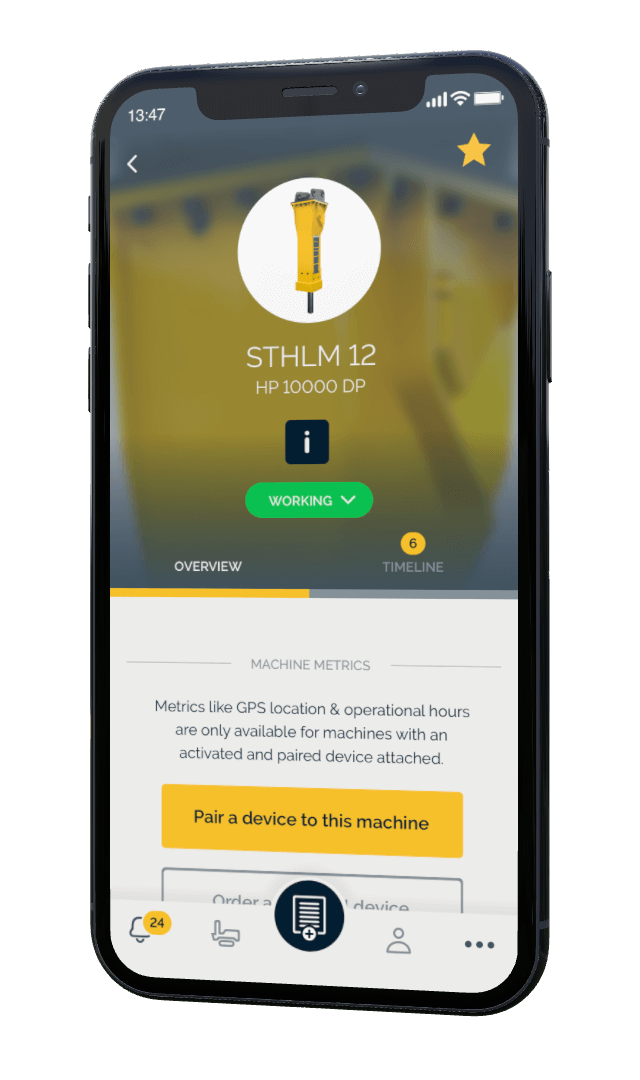 13:47
STHLM 12
HP 10000 DP
i
WORKING
6
OVERVIEW
TIMELINE
MACHINE METRICS
Metrics like GPS location & operational hours
are only available for machines with an
activated and paired device attached.
Pair a device to this machine
Order a device
24